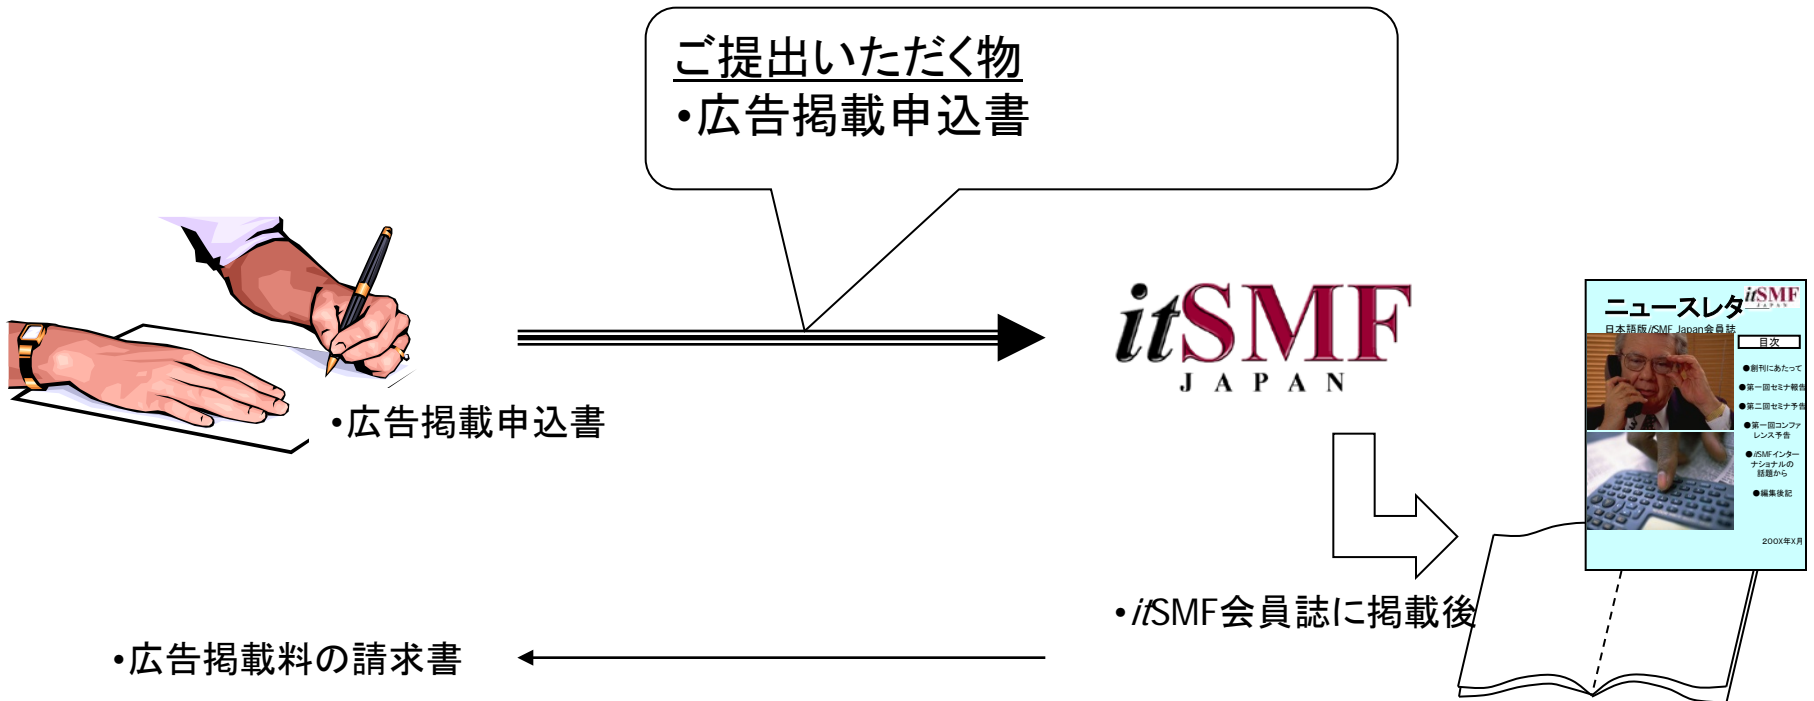 ご提出いただく物
・広告掲載申込書
・広告掲載申込書
itSMF
JAPAN
ニュースレタ
itSMF
JAPAN
日本語版itSMF Japan会員誌
目次
●創刊にあたって
●第一回セミナ報告
●第二回セミナ予告
●第一回コンファ
レンス予告
●itSMFインター
ナショナルの
話題から
●編集後記
200X年X月
・itSMF会員誌に掲載後
・広告掲載料の請求書